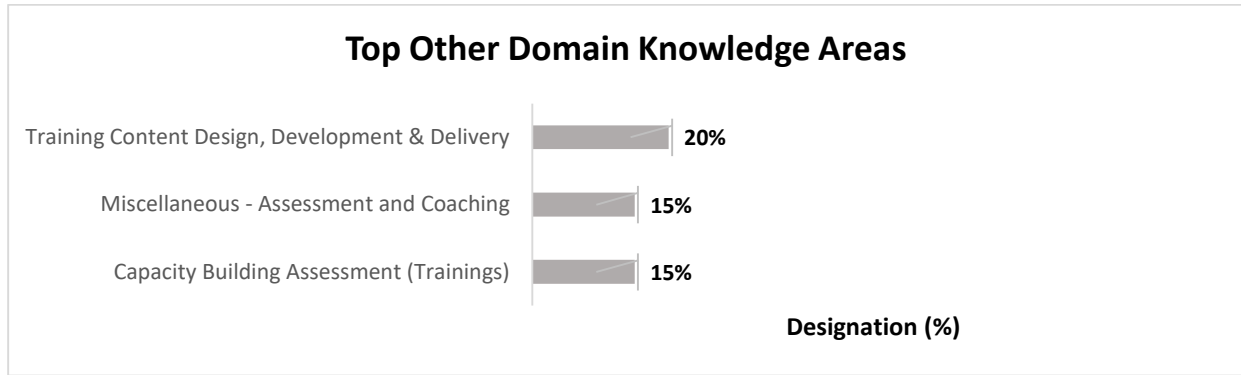 Top Other Domain Knowledge Areas
Training Content Design, Development & Delivery
20%
Miscellaneous - Assessment and Coaching
15%
Capacity Building Assessment (Trainings)
15%
Designation (%)